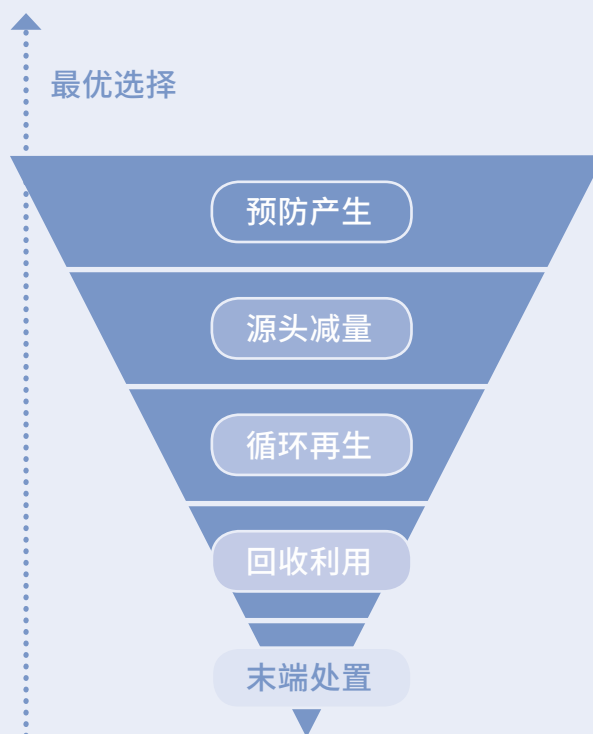 最优选择
预防产生
源头减量
循环再生
回收利用
末端处置